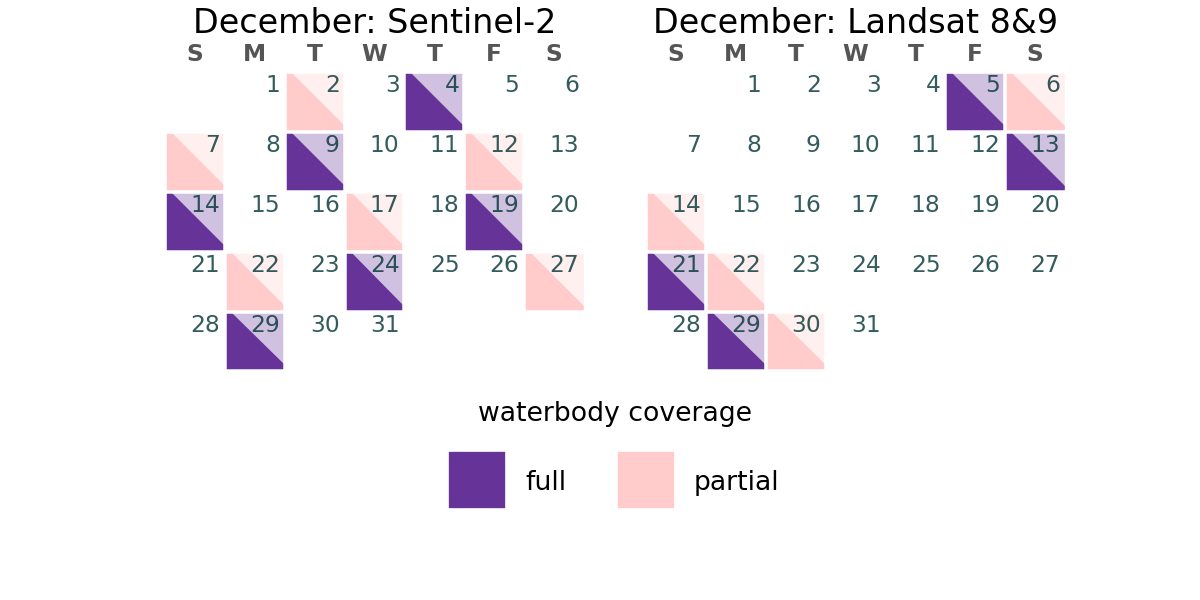 December: Sentinel-2
S M T W T F S
1 2 3 4 5 6
7 8 9 10 11 12 13
14 15 16 17 18 19 20
21 22 23 24 25 26 27
28 29 30 31
December: Landsat 8&9
S M T W T F S
1 2 3 4 5 6
7 8 9 10 11 12 13
14 15 16 17 18 19 20
21 22 23 24 25 26 27
28 29 30 31
waterbody coverage
full partial